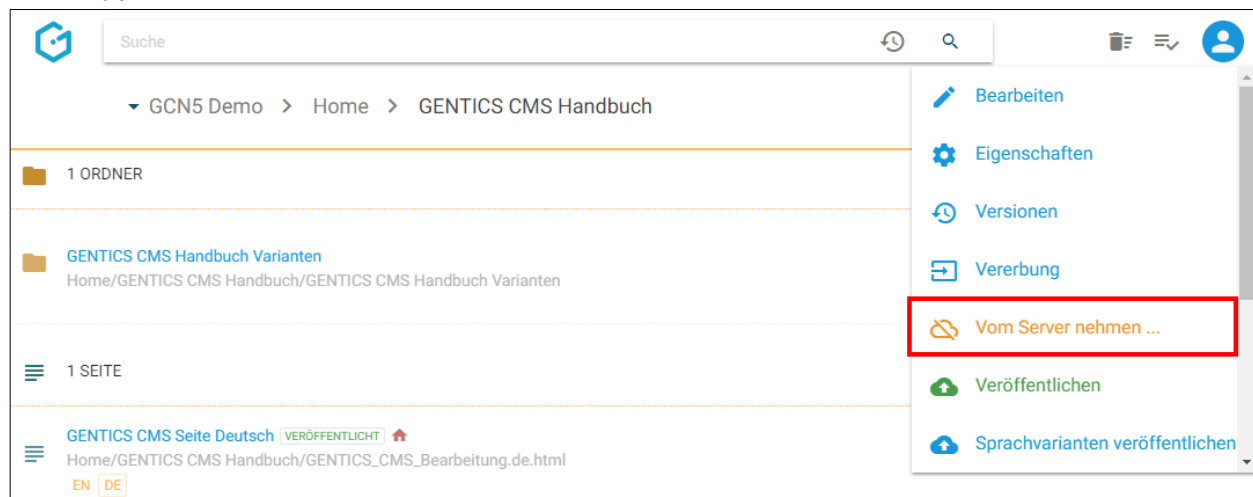 Suche
GCN5 Demo > Home > GENTICS CMS Handbuch
1 ORDNER
GENTICS CMS Handbuch Varianten
Home/GENTICS CMS Handbuch/GENTICS CMS Handbuch Varianten
1 SEITE
GENTICS CMS Seite Deutsch VERÖFFENTLICHT
Home/GENTICS CMS Handbuch/GENTICS_CMS_Bearbeitung.de.html
EN DE
Bearbeiten
Eigenschaften
Versionen
Vererbung
Vom Server nehmen ...
Veröffentlichen
Sprachvarianten veröffentlichen